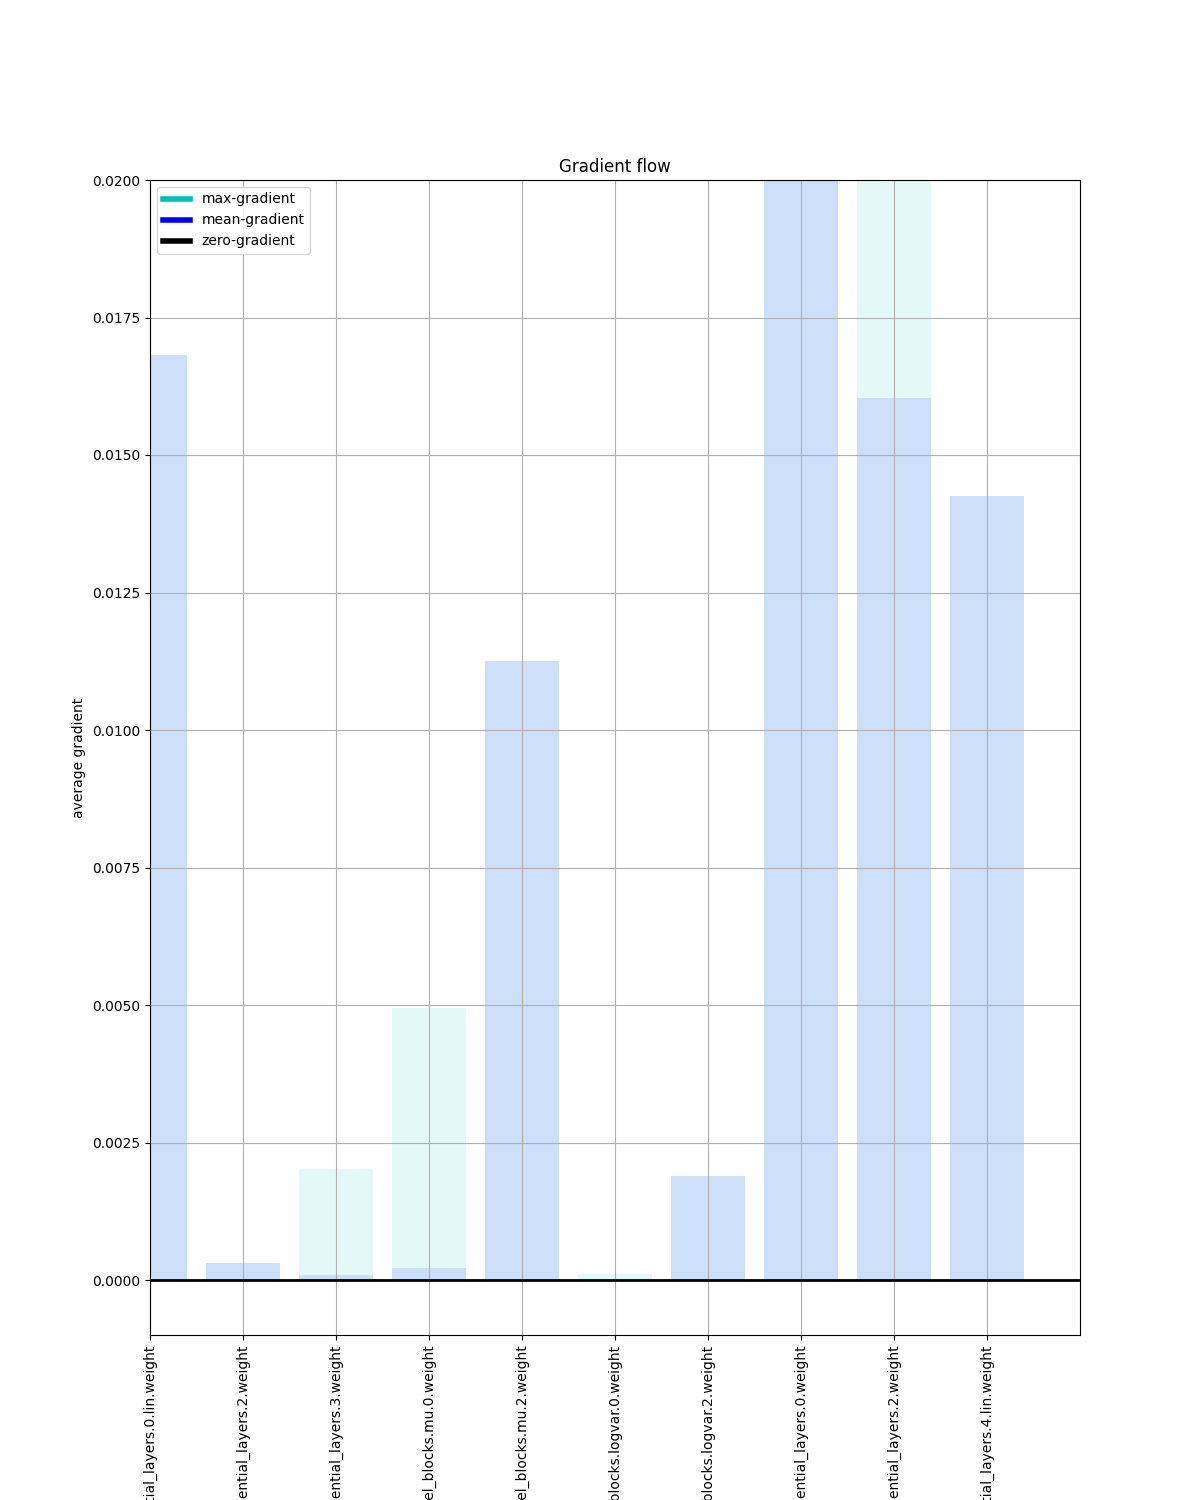 Gradient flow
max-gradient
mean-gradient
zero-gradient
0.0200
0.0175
0.0150
0.0125
0.0100
0.0075
0.0050
0.0025
0.0000
average gradient
tial_layers.0.lin.weight
ential_layers.2.weight
ential_layers.3.weight
el_blocks.mu.0.weight
el_blocks.mu.2.weight
blocks.logvar.0.weight
blocks.logvar.2.weight
ential_layers.0.weight
ential_layers.2.weight
tial_layers.4.lin.weight